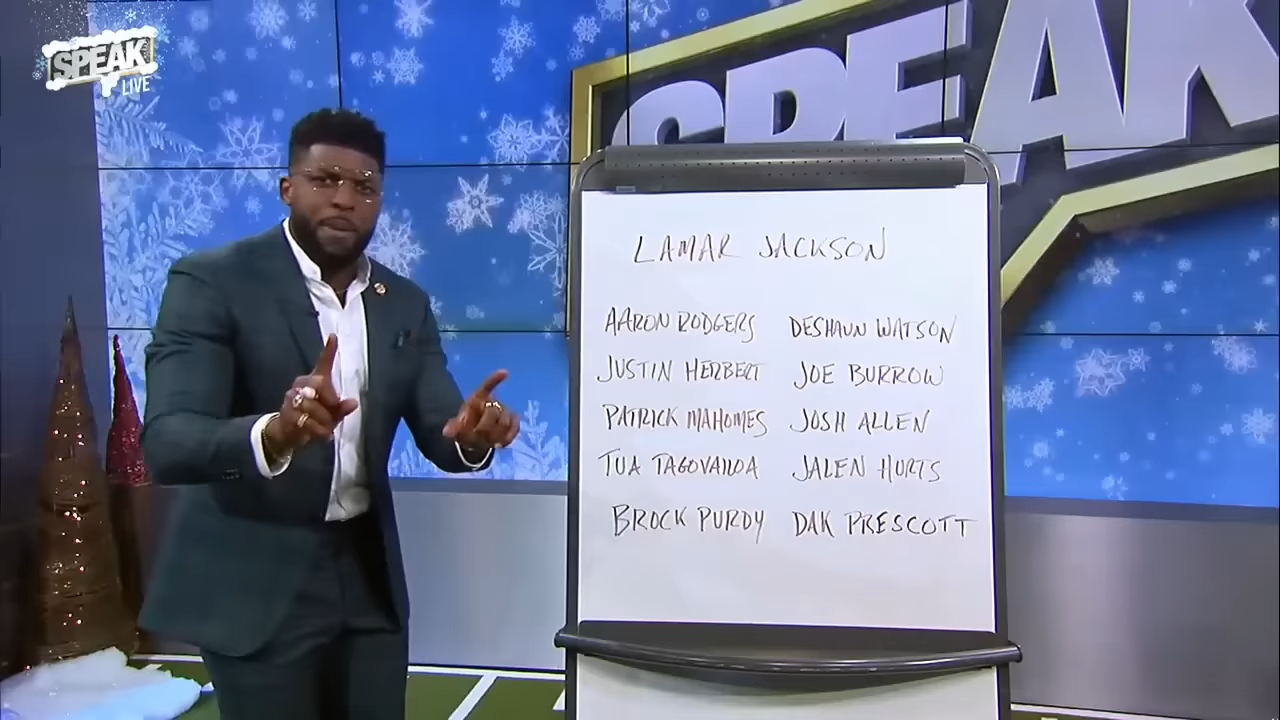 SPEAK
LIVE
SPEAK
LAMAR JACKSON
AARON RODGERS DESHAUN WATSON
JUSTIN HERBERT JOE BURROW
PATRICK MAHOMES JOSH ALLEN
TUA TAGOVAILOA JALEN HURTS
BROCK PURDY DAK PRESCOTT